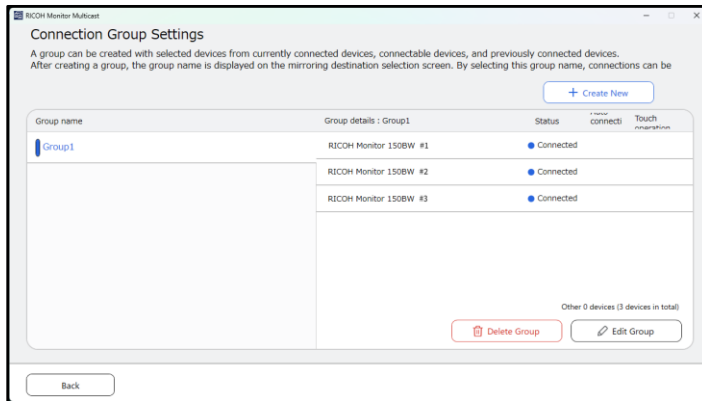 RICOH Monitor Multicast
Connection Group Settings
A group can be created with selected devices from currently connected devices, connectable devices, and previously connected devices.
After creating a group, the group name is displayed on the mirroring destination selection screen. By selecting this group name, connections can be
+ Create New
Group name
Group details : Group1
Status
connecti
Touch
operation
Group1
RICOH Monitor 150BW #1
Connected
RICOH Monitor 150BW #2
Connected
RICOH Monitor 150BW #3
Connected
Other 0 devices (3 devices in total)
Delete Group
Edit Group
Back